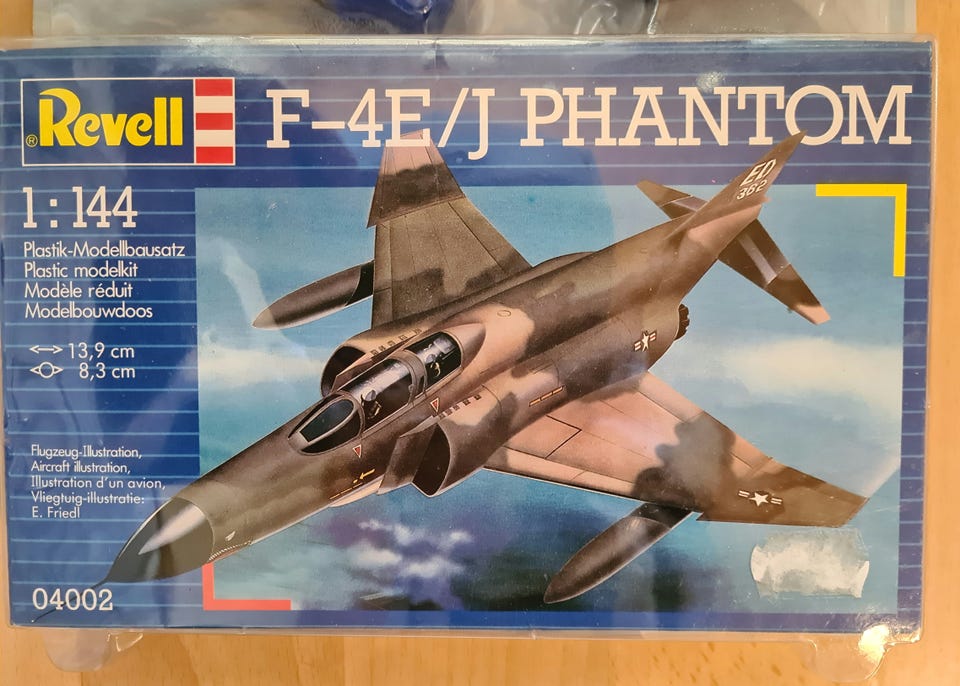 ® Revell
F-4E/J PHANTOM
1:144
Plastik-Modellbausatz
Plastic modelkit
Modèle réduit
Modelbouwdoos
13,9 cm
8,3 cm
Flugzeug-Illustration,
Aircraft illustration,
Illustration d'un avion,
Vliegtuig-illustratie:
E. Friedl
04002
ED
362